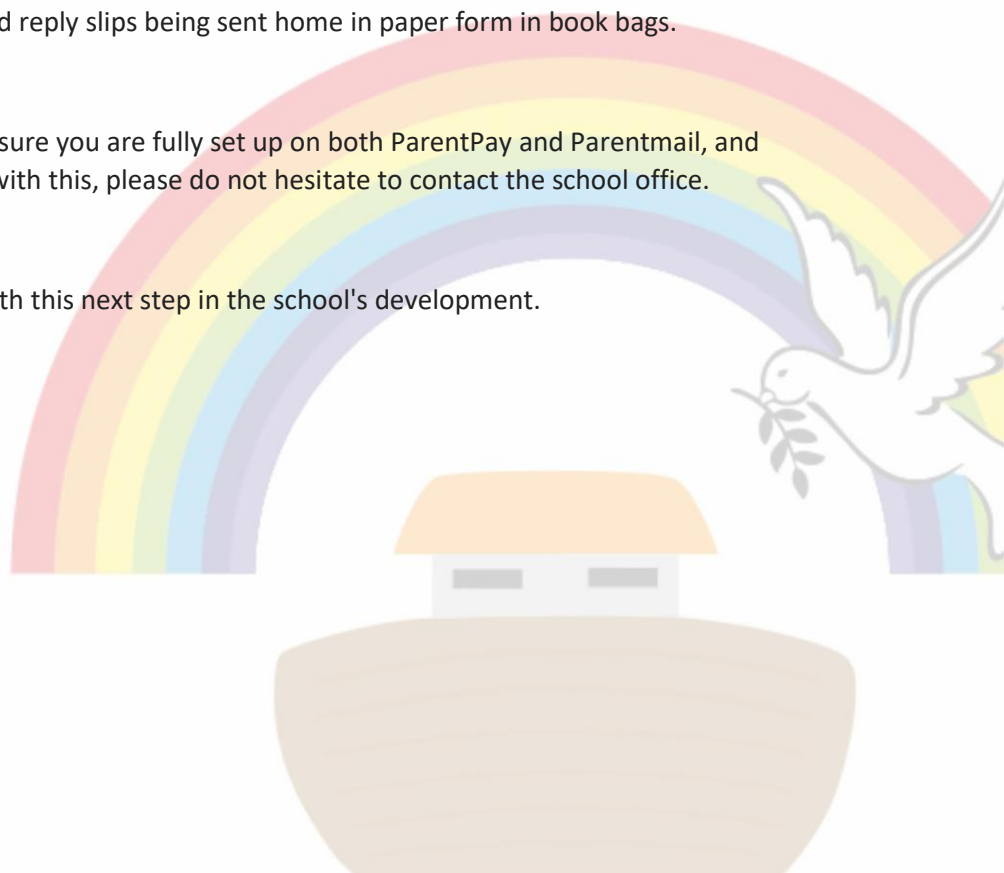 d reply slips being sent home in paper form in book bags.
sure you are fully set up on both ParentPay and Parentmail, and
with this, please do not hesitate to contact the school office.
th this next step in the school's development.